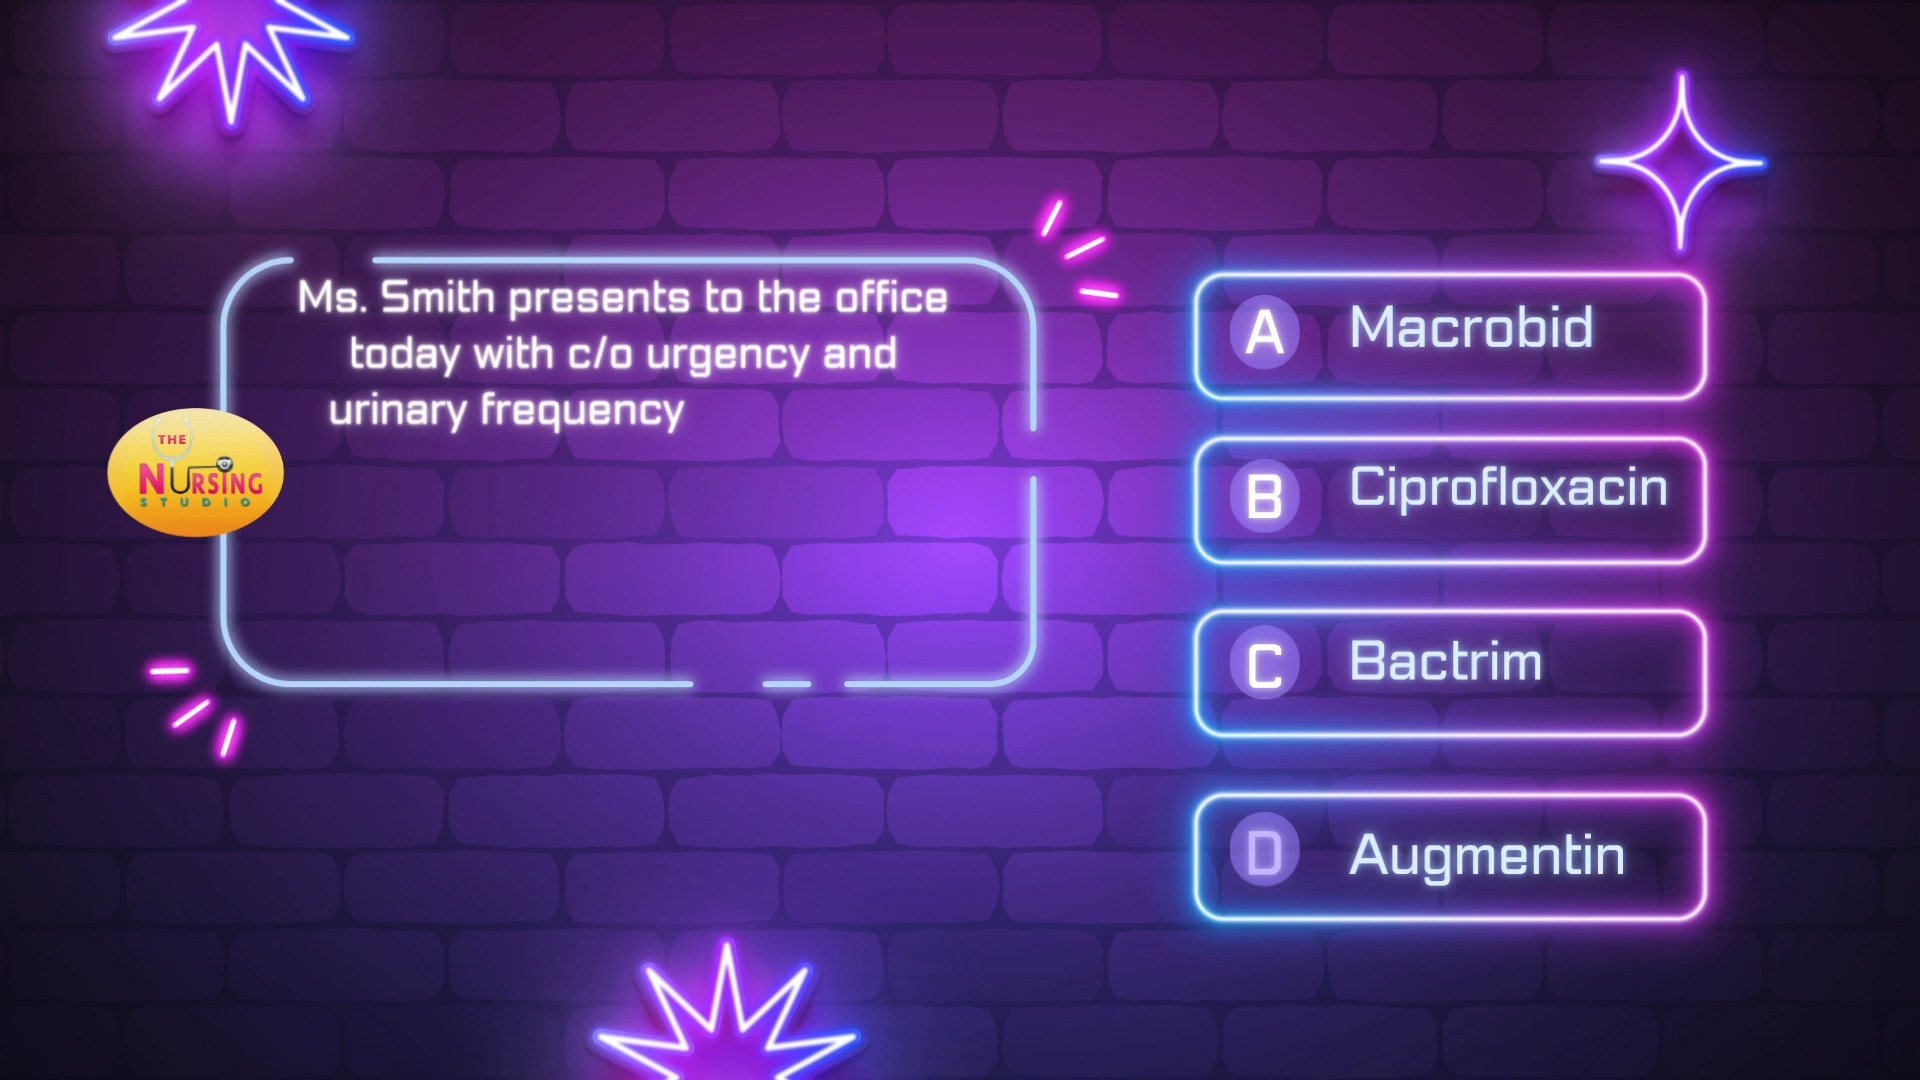 Ms. Smith presents to the office
today with c/o urgency and
urinary frequency
THE
NURSING
STUDIO
A Macrobid
B Ciprofloxacin
C Bactrim
D Augmentin